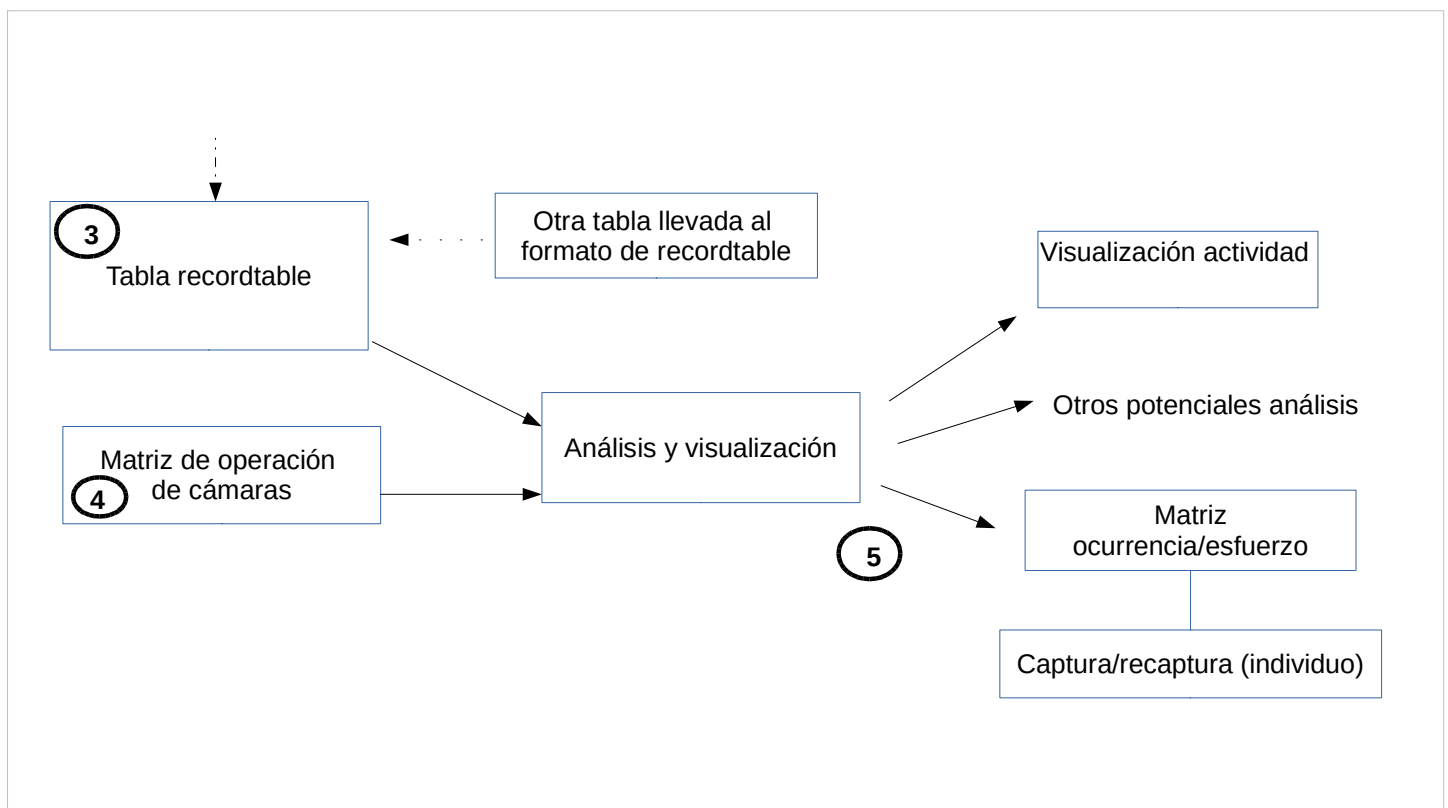 3
Tabla recordtable
Otra tabla llevada al
formato de recordtable
Visualización actividad
Matriz de operación
de cámaras
4
Análisis y visualización
Otros potenciales análisis
5
Matriz
ocurrencia/esfuerzo
Captura/recaptura (individuo)